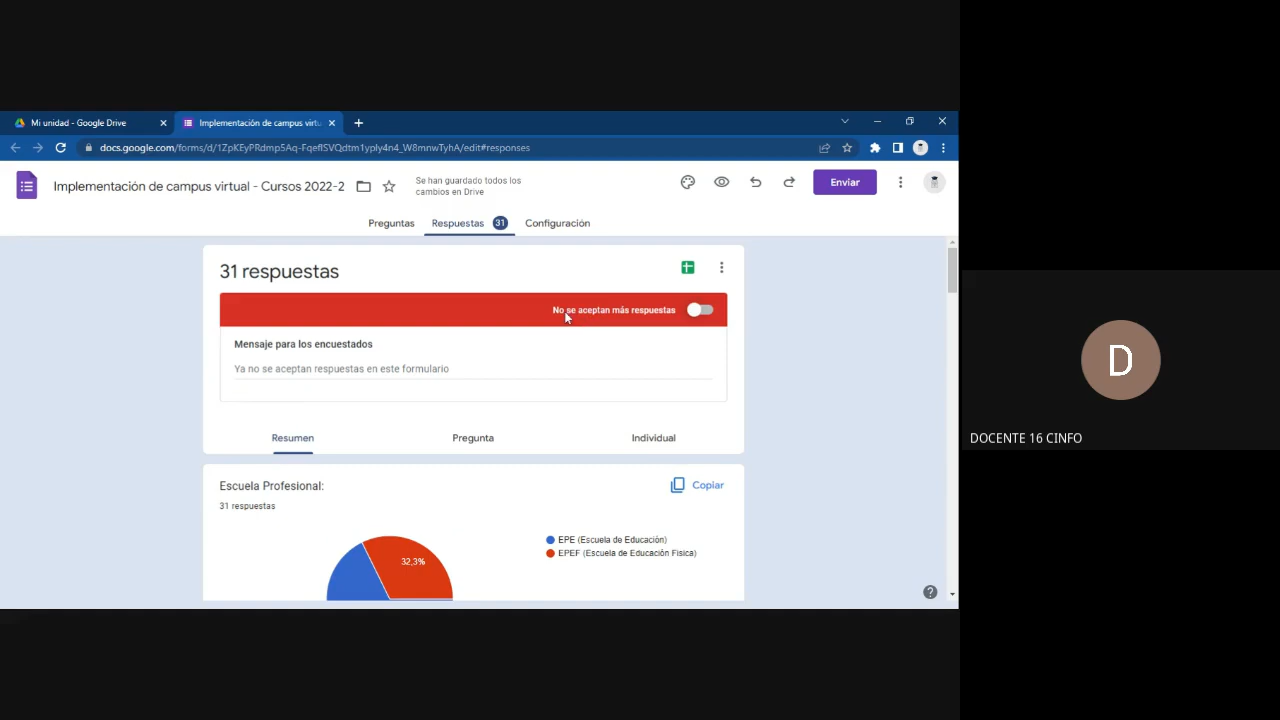 Mi unidad - Google Drive
Implementación de campus virtu
docs.google.com/forms/d/1ZpKEyPRdmp5Aq-FqeflSVQdtm1yply4n4_W8mnwTyhA/edit#responses
Implementación de campus virtual - Cursos 2022-2
Se han guardado todos los
cambios en Drive
Enviar
Preguntas
Respuestas 31
Configuración
31 respuestas
No se aceptan más respuestas
Mensaje para los encuestados
Ya no se aceptan respuestas en este formulario
Resumen
Pregunta
Individual
Escuela Profesional:
Copiar
31 respuestas
EPE (Escuela de Educación)
EPEF (Escuela de Educación Física)
32,3%
D
DOCENTE 16 CINFO